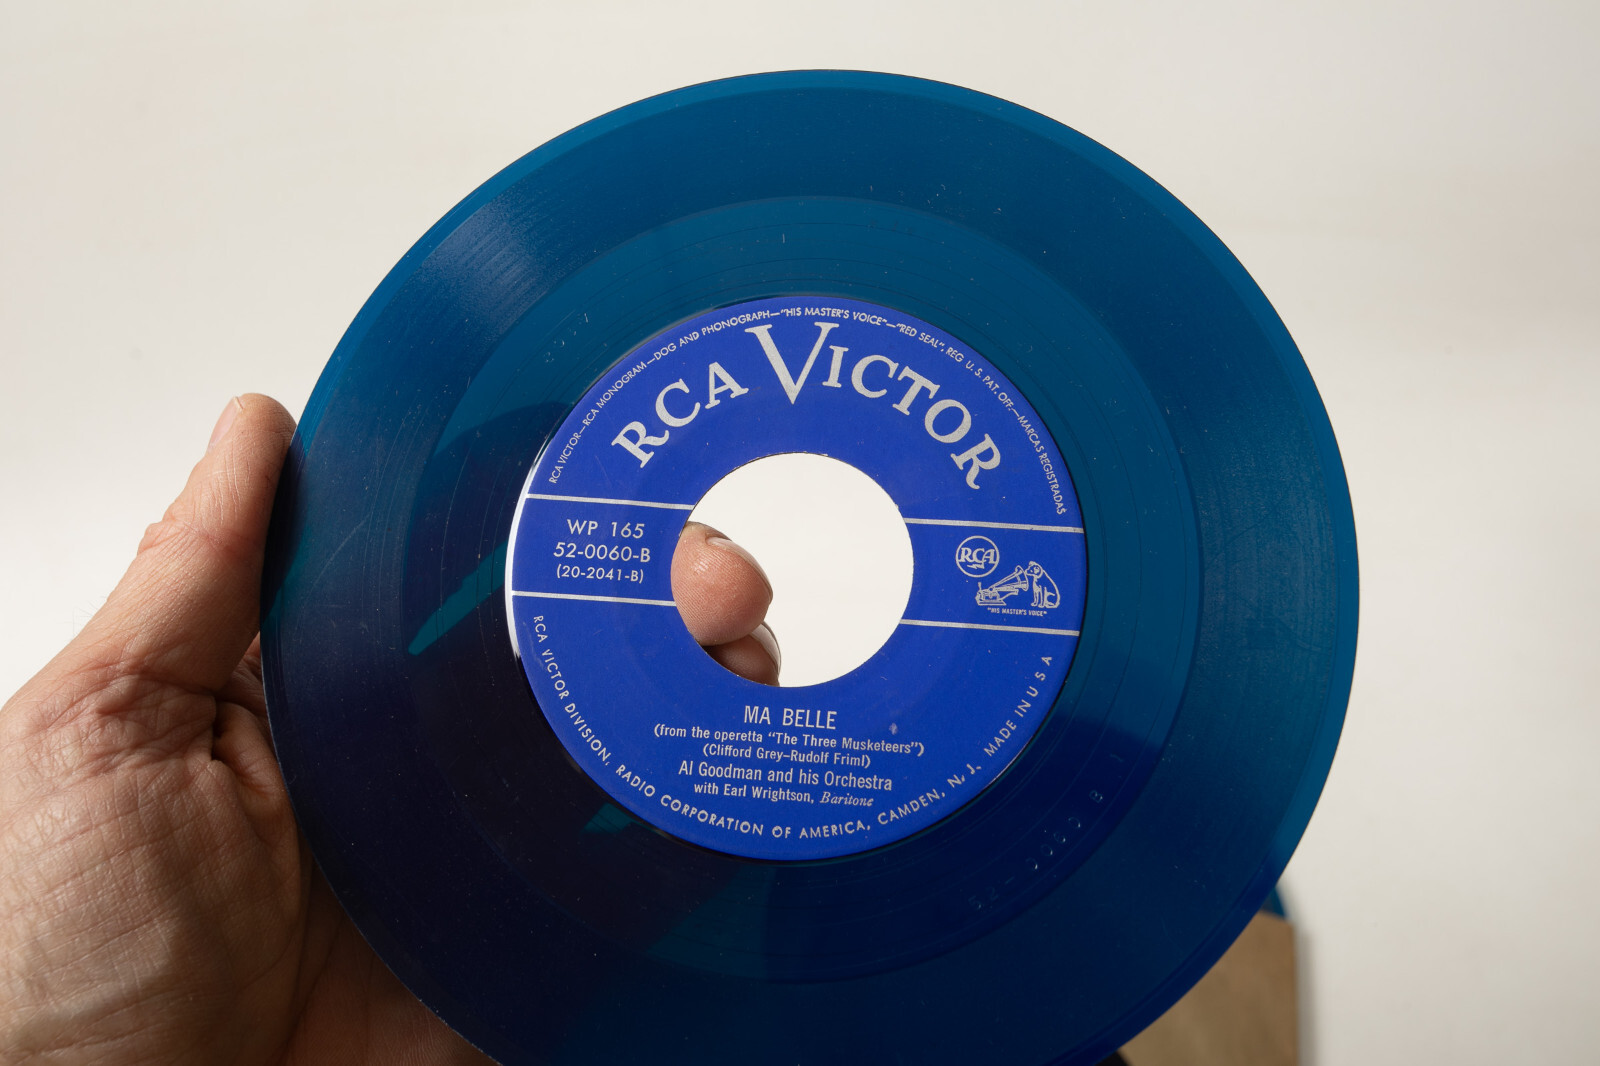 RCA VICTOR—RCA MONOGRAM—DOG AND PHONOGRAPH—"HIS MASTER'S VOICE"—"RED SEAL", REG. U.S. PAT. OFF.—MARCAS REGISTRADAS
RCA VICTOR
WP 165
52-0060-B
(20-2041-B)
RCA
"HIS MASTER'S VOICE"
MA BELLE
(from the operetta "The Three Musketeers")
(Clifford Grey–Rudolf Friml)
Al Goodman and his Orchestra
with Earl Wrightson, Baritone
RCA VICTOR DIVISION, RADIO CORPORATION OF AMERICA, CAMDEN, N. J. MADE IN U S A